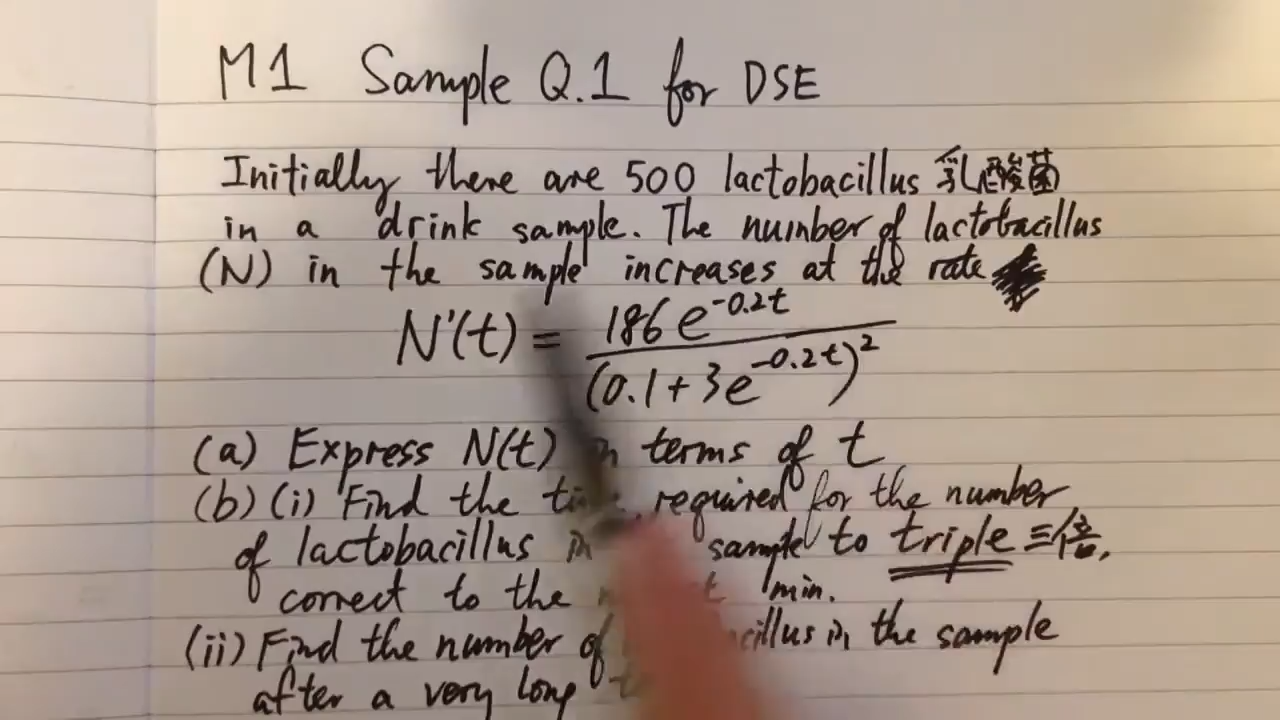 M1 Sample Q.1 for DSE
Initially there are 500 lactobacillus 乳酸菌
in a drink sample. The number of lactobacillus
(N) in the sample increases at the rate
N'(t) = 186e^-0.2t / (0.1+3e^-0.2t)^2
(a) Express N(t) terms of t
(b)(i) Find the required for the number
of lactobacillus sample to triple 三倍.
correct to the min.
(ii) Find the number of in the sample
after a very long